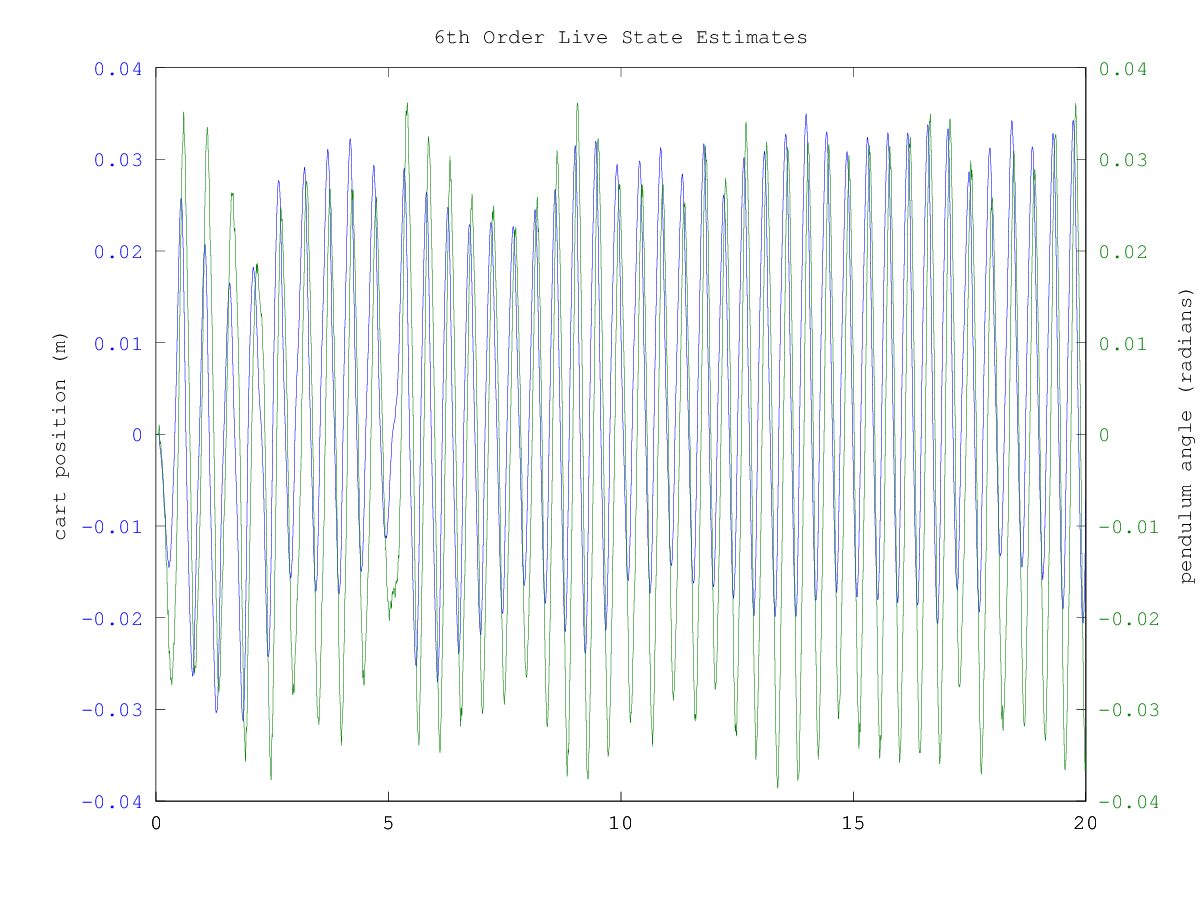 6th Order Live State Estimates
0.04 0.04
0.03 0.03
0.02 0.02
0.01 0.01
0 0
-0.01 -0.01
-0.02 -0.02
-0.03 -0.03
-0.04 -0.04
0 5 10 15 20
cart position (m)
pendulum angle (radians)